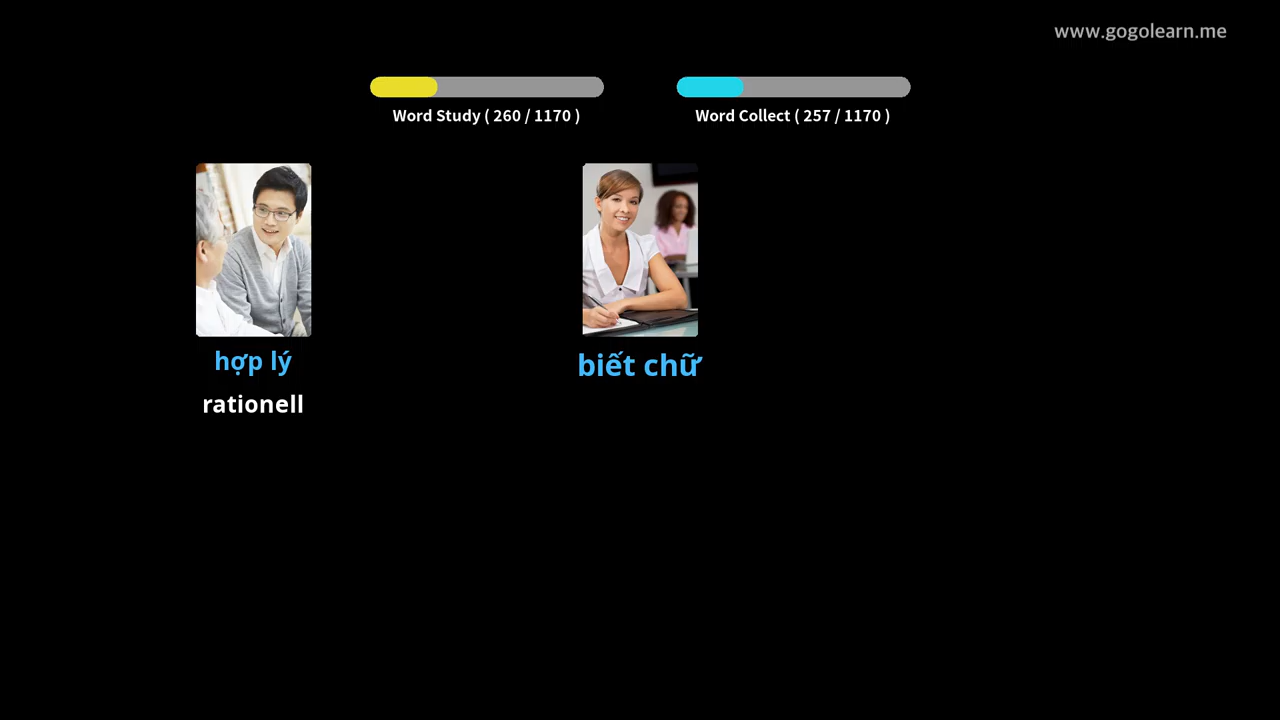 www.gogolearn.me
Word Study ( 260 / 1170 )
Word Collect ( 257 / 1170 )
hợp lý
rationell
biết chữ